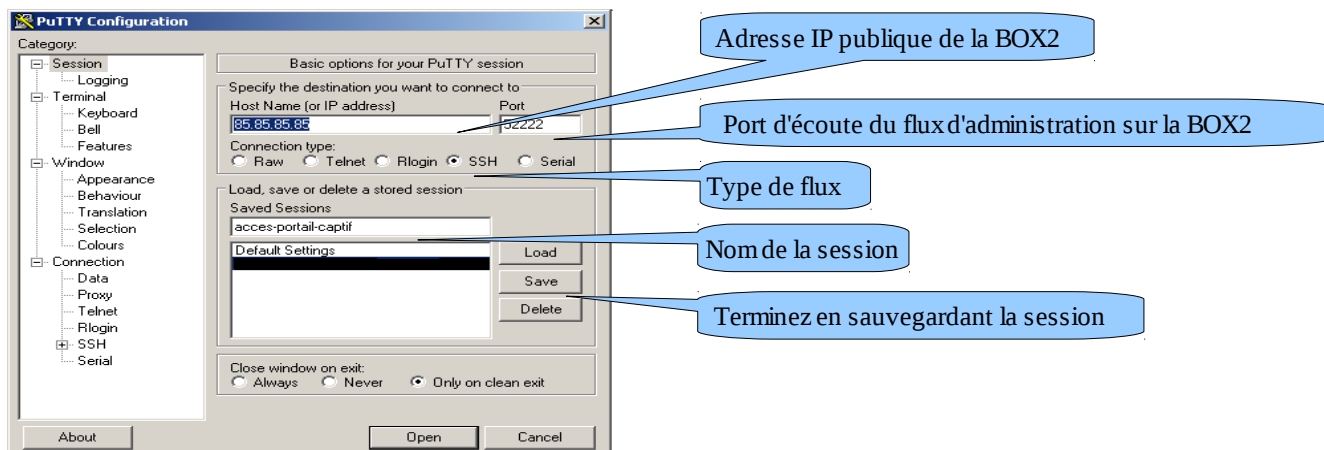 PuTTY Configuration
Category:
Session
Logging
Terminal
Keyboard
Bell
Features
Window
Appearance
Behaviour
Translation
Selection
Colours
Connection
Data
Proxy
Telnet
Rlogin
SSH
Serial
Basic options for your PuTTY session
Specify the destination you want to connect to
Host Name (or IP address) Port
85.85.85.85 52222
Connection type:
Raw Telnet Rlogin SSH Serial
Load, save or delete a stored session
Saved Sessions
acces-portail-captif
Default Settings
Load
Save
Delete
Close window on exit:
Always Never Only on clean exit
About Open Cancel
Adresse IP publique de la BOX2
Port d'écoute du flux d'administration sur la BOX2
Type de flux
Nom de la session
Terminez en sauvegardant la session